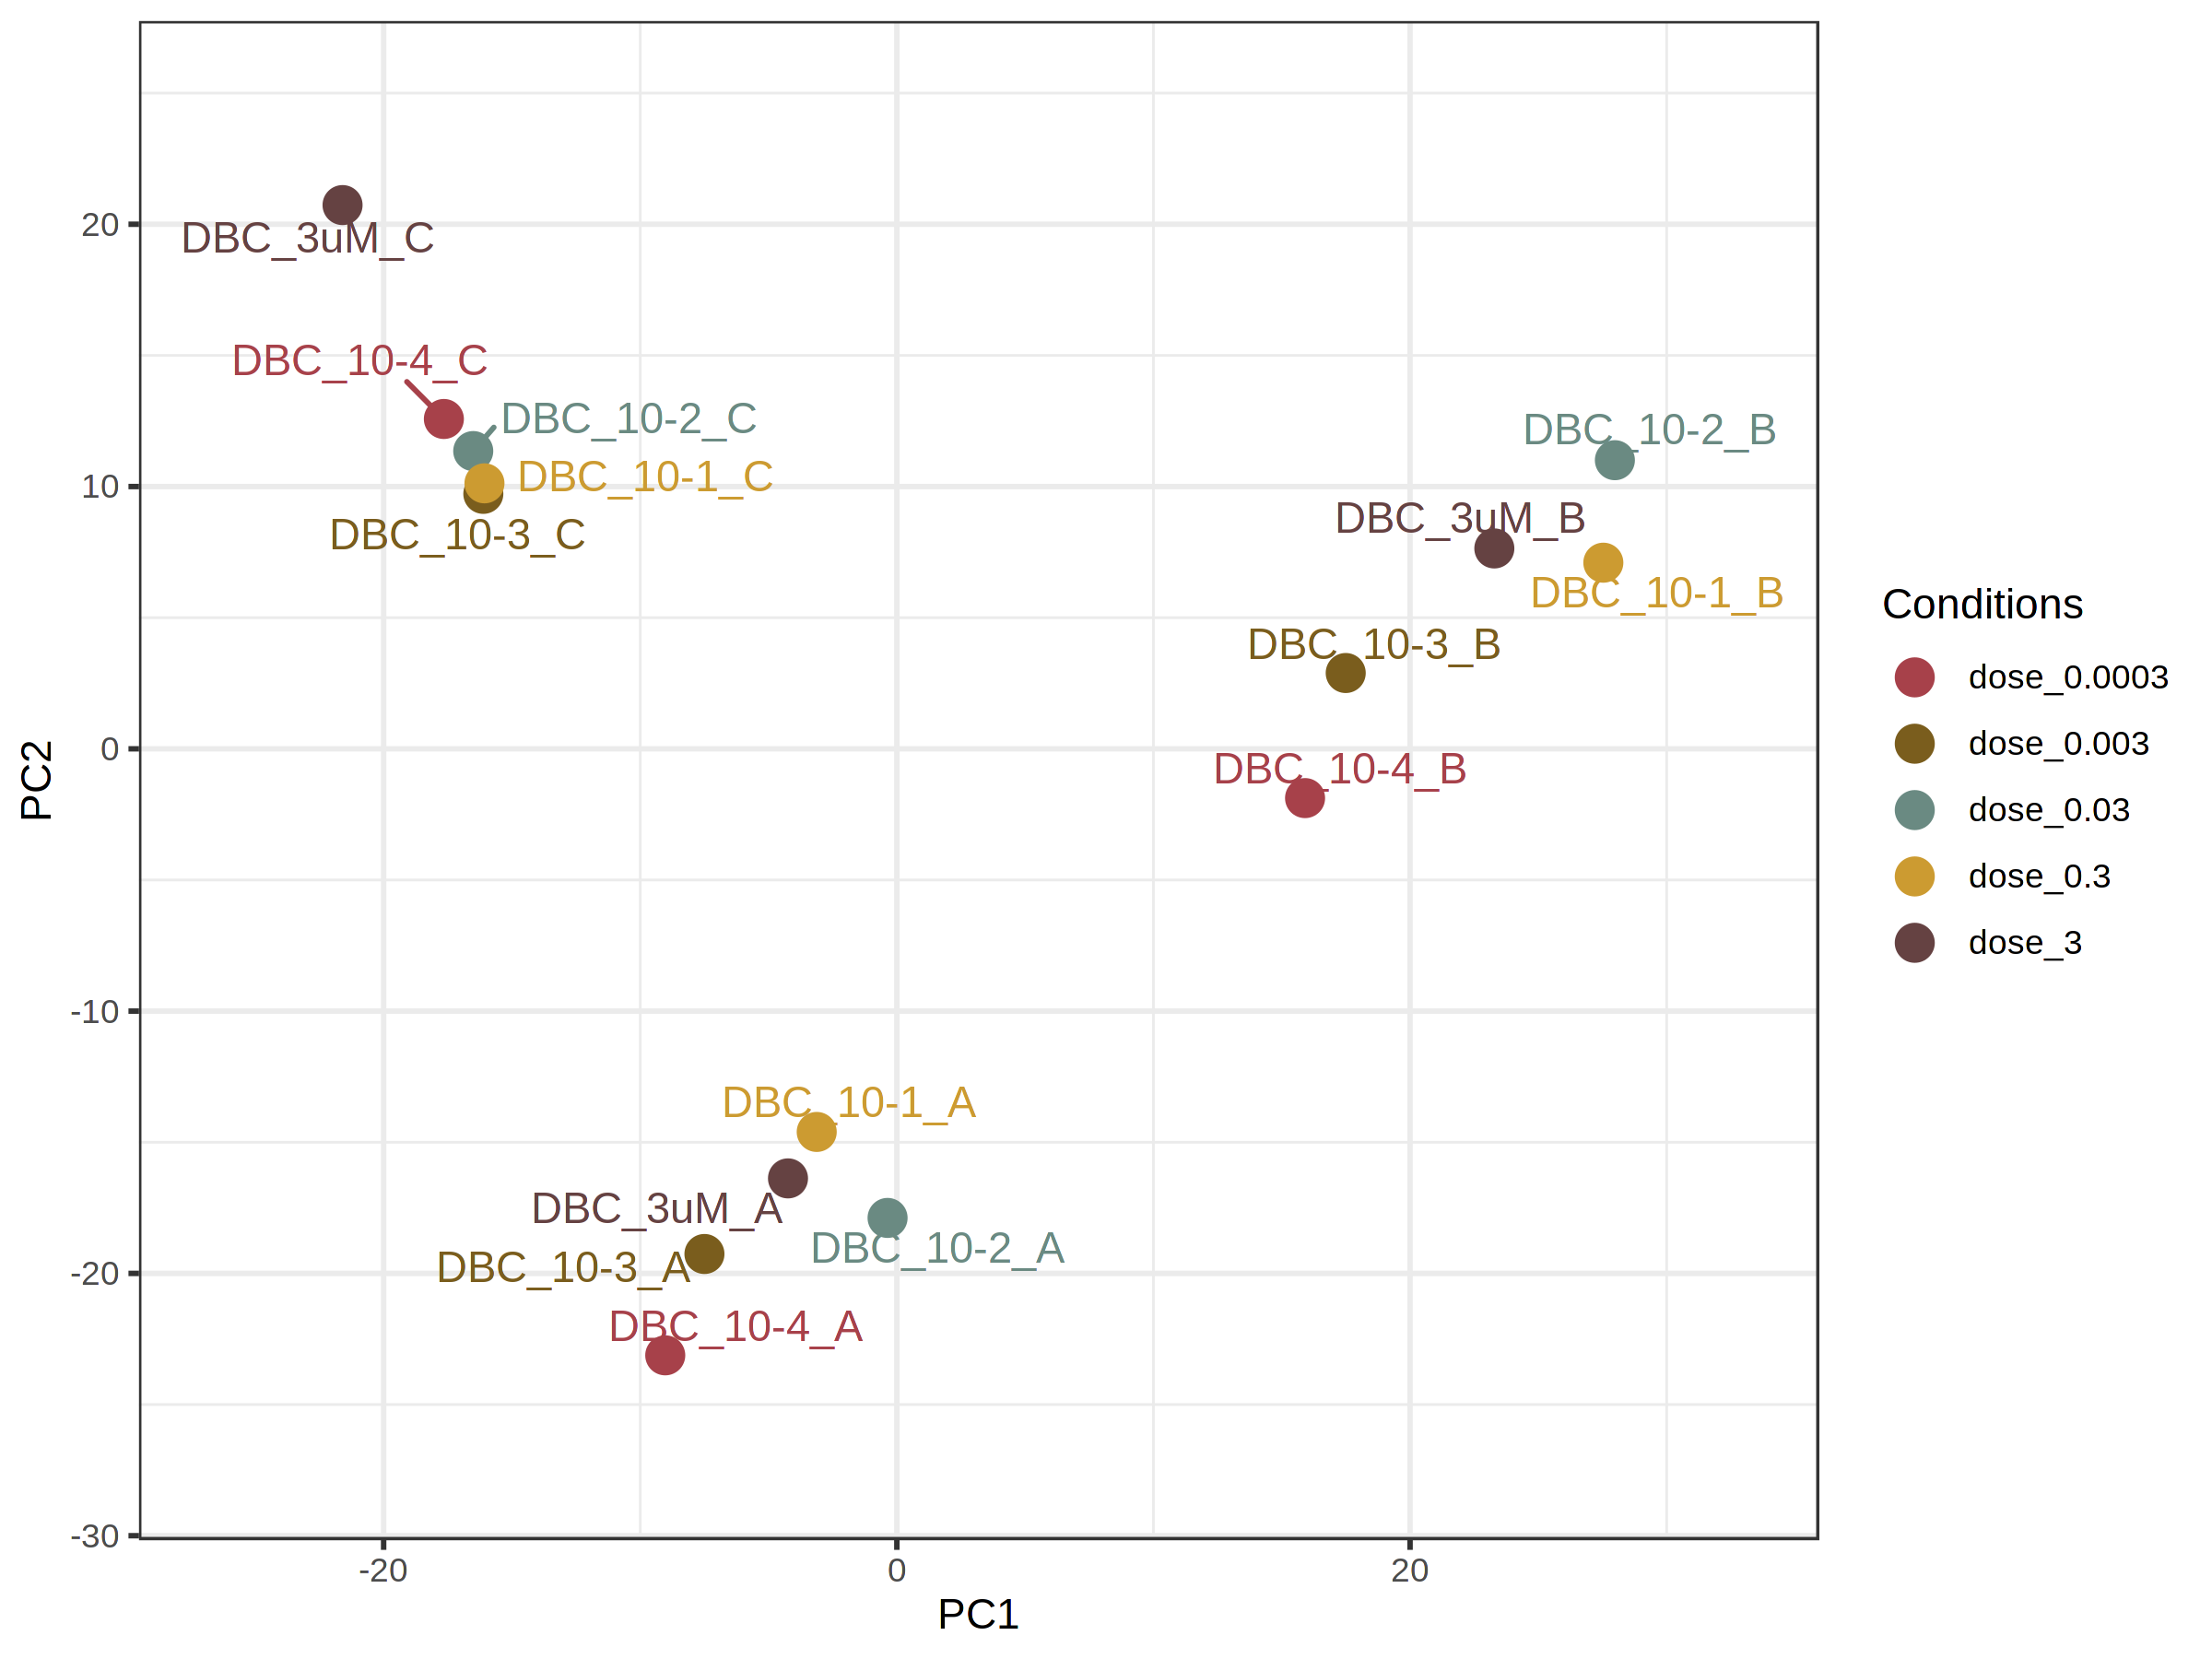 20
10
0
-10
-20
-30
PC2
DBC_3uM_C
DBC_10-4_C
DBC_10-2_C
DBC_10-1_C
DBC_10-3_C
DBC_10-2_B
DBC_3uM_B
DBC_10-1_B
DBC_10-3_B
DBC_10-4_B
DBC_10-1_A
DBC_3uM_A
DBC_10-2_A
DBC_10-3_A
DBC_10-4_A
-20
0
20
PC1
Conditions
dose_0.0003
dose_0.003
dose_0.03
dose_0.3
dose_3